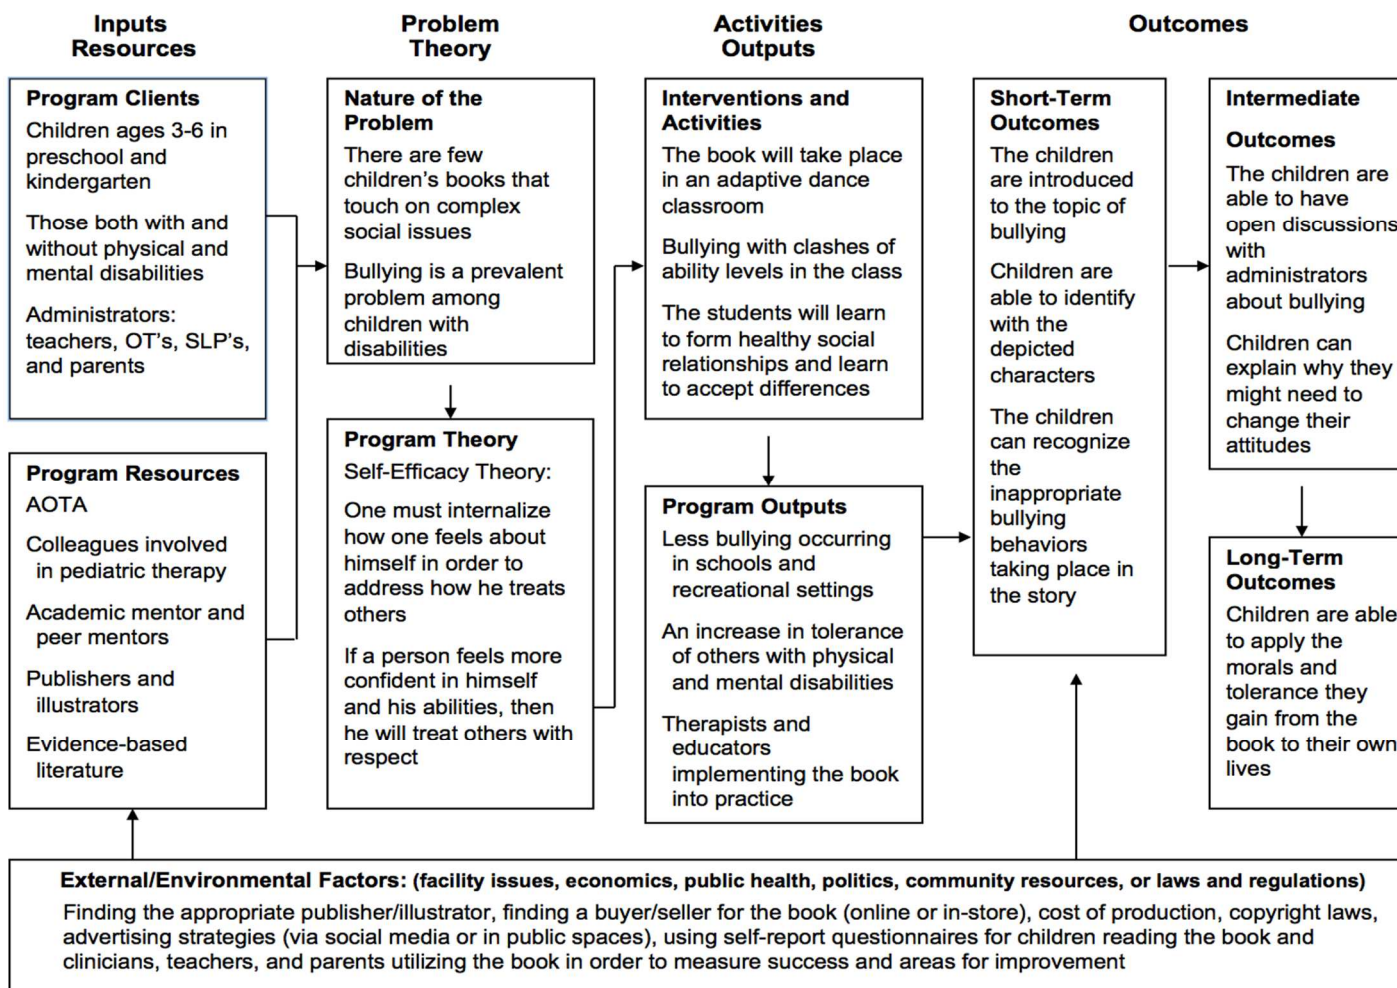 Inputs
Resources
Problem
Theory
Activities
Outputs
Outcomes
Program Clients
Children ages 3-6 in
preschool and
kindergarten
Those both with and
without physical and
mental disabilities
Administrators:
teachers, OT's, SLP's,
and parents
Program Resources
AOTA
Colleagues involved
in pediatric therapy
Academic mentor and
peer mentors
Publishers and
illustrators
Evidence-based
literature
Nature of the
Problem
There are few
children's books that
touch on complex
social issues
Bullying is a prevalent
problem among
children with
disabilities
Program Theory
Self-Efficacy Theory:
One must internalize
how one feels about
himself in order to
address how he treats
others
If a person feels more
confident in himself
and his abilities, then
he will treat others with
respect
Interventions and
Activities
The book will take place
in an adaptive dance
classroom
Bullying with clashes of
ability levels in the class
The students will learn
to form healthy social
relationships and learn
to accept differences
Program Outputs
Less bullying occurring
in schools and
recreational settings
An increase in tolerance
of others with physical
and mental disabilities
Therapists and
educators
implementing the book
into practice
Short-Term
Outcomes
The children
are introduced
to the topic of
bullying
Children are
able to identify
with the
depicted
characters
The children
can recognize
the
inappropriate
bullying
behaviors
taking place in
the story
Intermediate
Outcomes
The children are
able to have
open discussions
with
administrators
about bullying
Children can
explain why they
might need to
change their
attitudes
Long-Term
Outcomes
Children are able
to apply the
morals and
tolerance they
gain from the
book to their own
lives
External/Environmental Factors: (facility issues, economics, public health, politics, community resources, or laws and regulations)
Finding the appropriate publisher/illustrator, finding a buyer/seller for the book (online or in-store), cost of production, copyright laws,
advertising strategies (via social media or in public spaces), using self-report questionnaires for children reading the book and
clinicians, teachers, and parents utilizing the book in order to measure success and areas for improvement